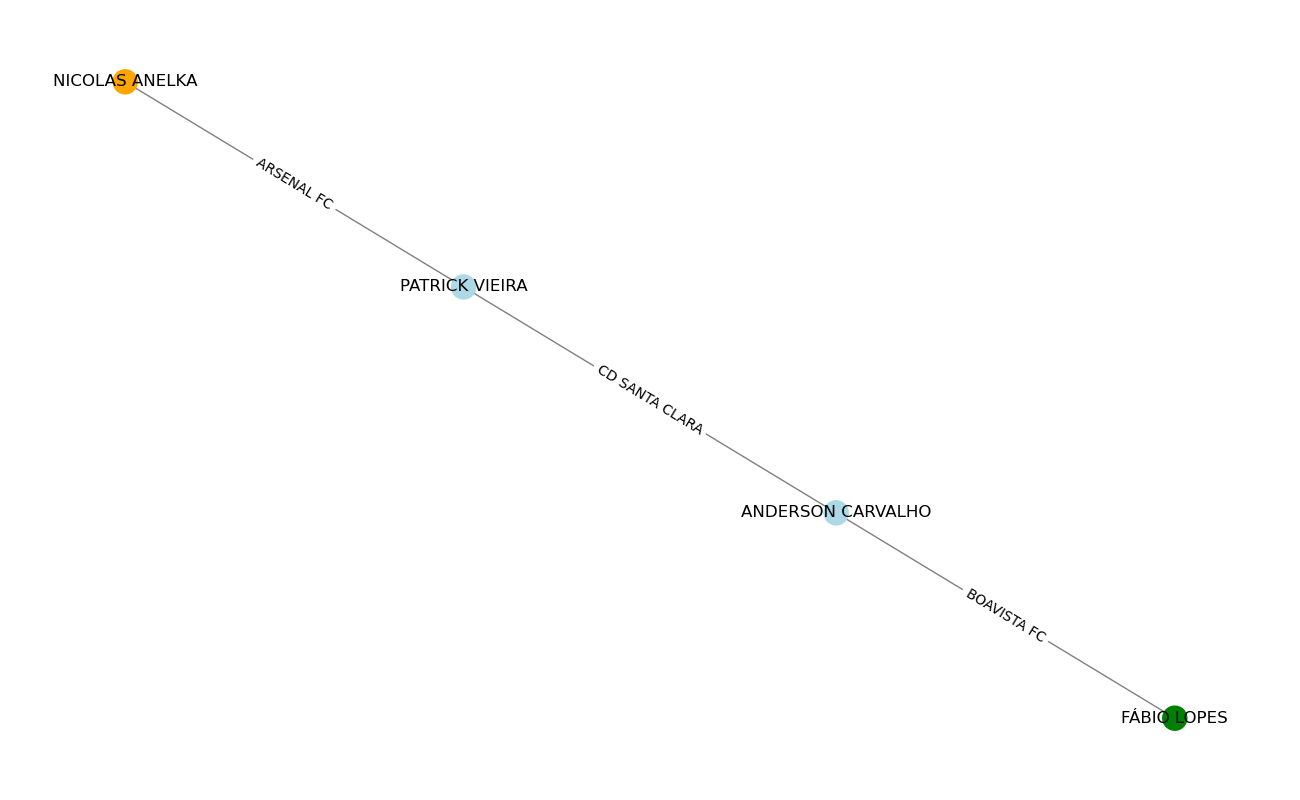 NICOLAS ANELKA
ARSENAL FC
PATRICK VIEIRA
CD SANTA CLARA
ANDERSON CARVALHO
BOAVISTA FC
FÁBIO LOPES